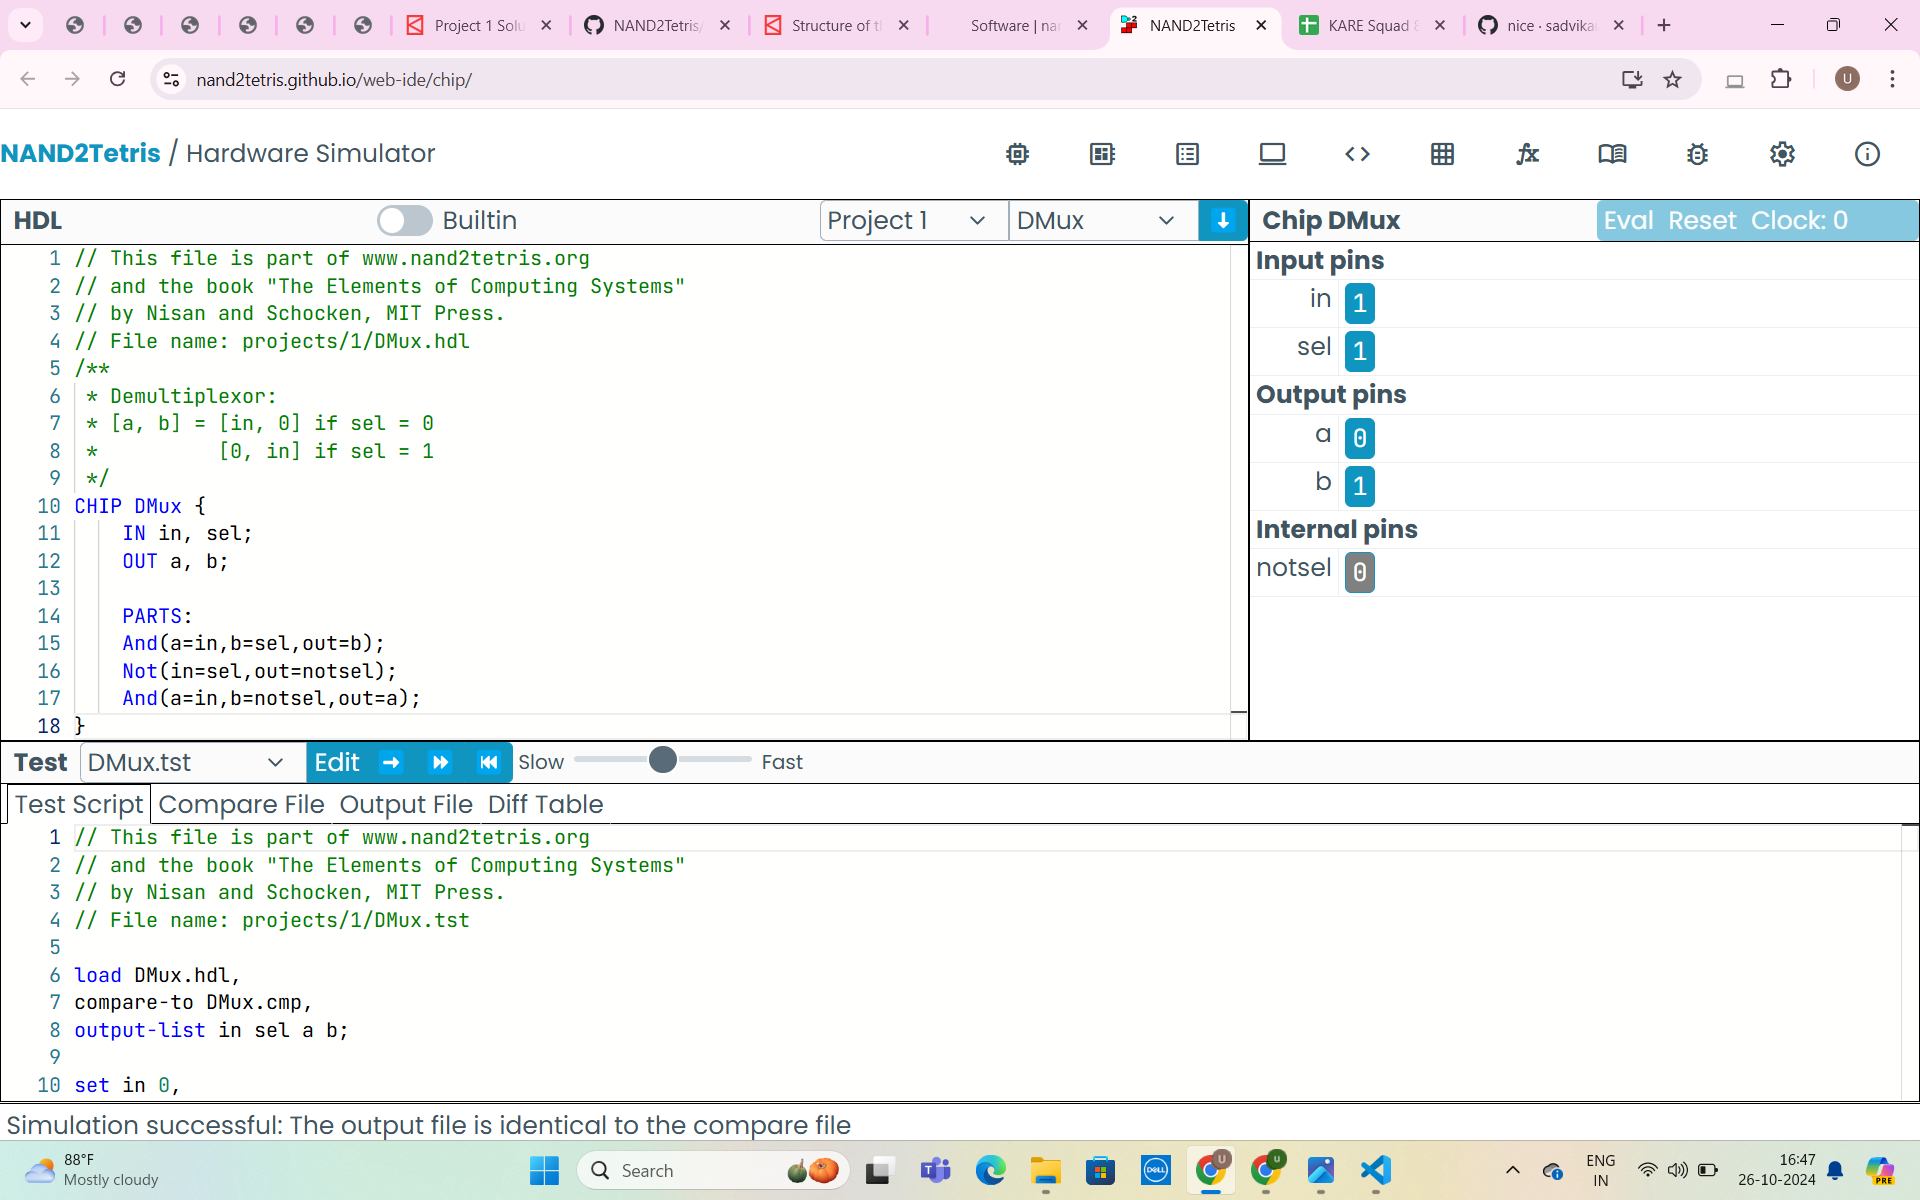 Project 1 Solu
NAND2Tetris/
Structure of t
Software | nan
NAND2Tetris
KARE Squad 8
nice · sadvika
nand2tetris.github.io/web-ide/chip/
U
NAND2Tetris / Hardware Simulator
HDL
Builtin
Project 1
DMux
1 // This file is part of www.nand2tetris.org
2 // and the book "The Elements of Computing Systems"
3 // by Nisan and Schocken, MIT Press.
4 // File name: projects/1/DMux.hdl
5 /**
6  * Demultiplexor:
7  * [a, b] = [in, 0] if sel = 0
8  *          [0, in] if sel = 1
9  */
10 CHIP DMux {
11     IN in, sel;
12     OUT a, b;
13
14     PARTS:
15     And(a=in,b=sel,out=b);
16     Not(in=sel,out=notsel);
17     And(a=in,b=notsel,out=a);
18 }
Chip DMux
Eval Reset Clock: 0
Input pins
in 1
sel 1
Output pins
a 0
b 1
Internal pins
notsel 0
Test
DMux.tst
Edit
Slow
Fast
Test Script Compare File Output File Diff Table
1 // This file is part of www.nand2tetris.org
2 // and the book "The Elements of Computing Systems"
3 // by Nisan and Schocken, MIT Press.
4 // File name: projects/1/DMux.tst
5
6 load DMux.hdl,
7 compare-to DMux.cmp,
8 output-list in sel a b;
9
10 set in 0,
Simulation successful: The output file is identical to the compare file
88°F
Mostly cloudy
Search
DELL
U
u
ENG
IN
16:47
26-10-2024
PRE